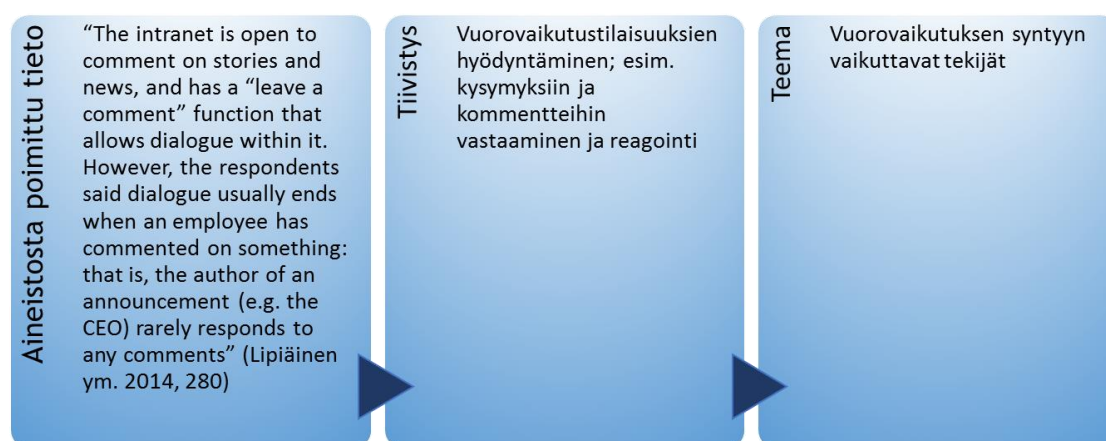 Aineistosta poimittu tieto
“The intranet is open to
comment on stories and
news, and has a “leave a
comment” function that
allows dialogue within it.
However, the respondents
said dialogue usually ends
when an employee has
commented on something:
that is, the author of an
announcement (e.g. the
CEO) rarely responds to
any comments” (Lipiäinen
ym. 2014, 280)
Tiivistys
Vuorovaikutustilaisuuksien
hyödyntäminen; esim.
kysymyksiin ja
kommentteihin
vastaaminen ja reagointi
Teema
Vuorovaikutuksen syntyyn
vaikuttavat tekijät